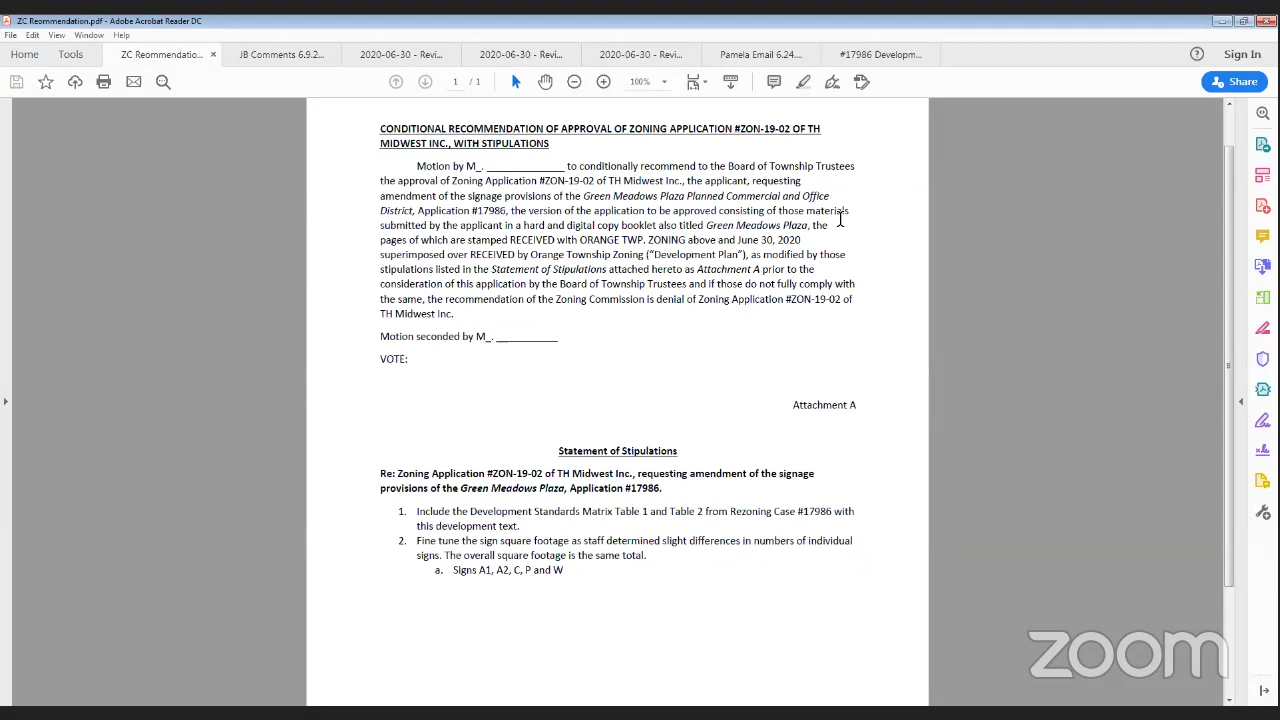 ZC Reommendation.pdf - Adobe Acrobat Reader DC
File Edit View Window Help
Home Tools ZC Reommendatio... × JB Comments 6.9.2... 2020-06-30 - Revi... 2020-06-30 - Revi... 2020-06-30 - Revi... Pamela Email 6.24.... #17986 Developm... Sign In
1 / 1 100% Share
CONDITIONAL RECOMMENDATION OF APPROVAL OF ZONING APPLICATION #ZON-19-02 OF TH
MIDWEST INC., WITH STIPULATIONS
Motion by M_. ______________ to conditionally recommend to the Board of Township Trustees
the approval of Zoning Application #ZON-19-02 of TH Midwest Inc., the applicant, requesting
amendment of the signage provisions of the Green Meadows Plaza Planned Commercial and Office
District, Application #17986, the version of the application to be approved consisting of those materials
submitted by the applicant in a hard and digital copy booklet also titled Green Meadows Plaza, the
pages of which are stamped RECEIVED with ORANGE TWP. ZONING above and June 30, 2020
superimposed over RECEIVED by Orange Township Zoning (“Development Plan”), as modified by those
stipulations listed in the Statement of Stipulations attached hereto as Attachment A prior to the
consideration of this application by the Board of Township Trustees and if those do not fully comply with
the same, the recommendation of the Zoning Commission is denial of Zoning Application #ZON-19-02 of
TH Midwest Inc.
Motion seconded by M_. ___________
VOTE:
Attachment A
Statement of Stipulations
Re: Zoning Application #ZON-19-02 of TH Midwest Inc., requesting amendment of the signage
provisions of the Green Meadows Plaza, Application #17986.
1. Include the Development Standards Matrix Table 1 and Table 2 from Rezoning Case #17986 with
this development text.
2. Fine tune the sign square footage as staff determined slight differences in numbers of individual
signs. The overall square footage is the same total.
a. Signs A1, A2, C, P and W
zoom